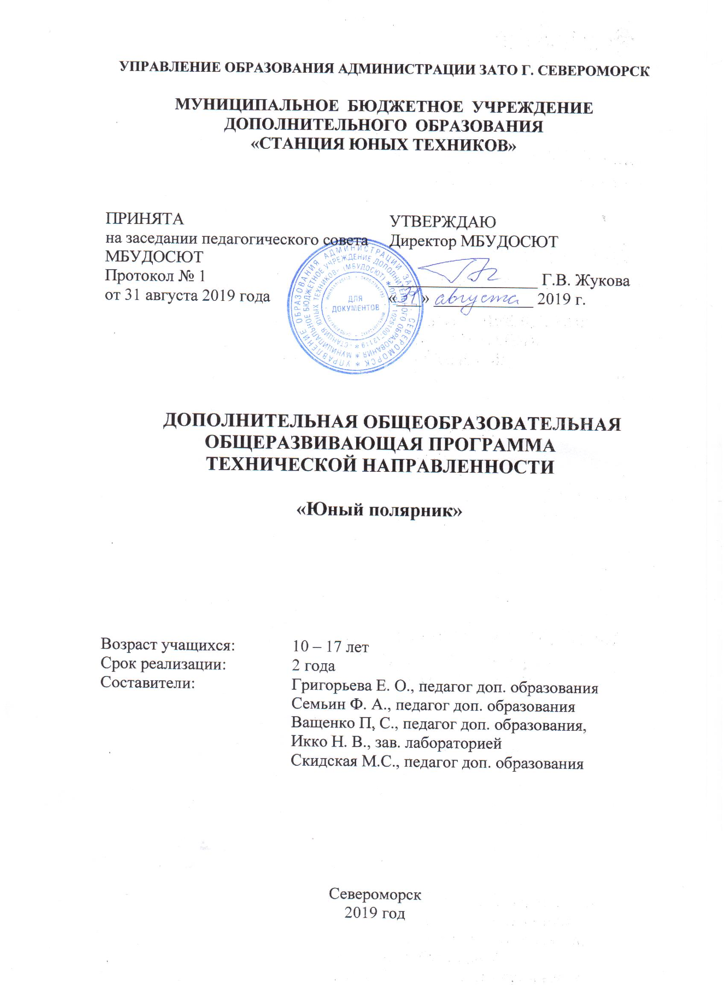 УПРАВЛЕНИЕ ОБРАЗОВАНИЯ АДМИНИСТРАЦИИ ЗАТО Г. СЕВЕРОМОРСК
МУНИЦИПАЛЬНОЕ БЮДЖЕТНОЕ УЧРЕЖДЕНИЕ
ДОПОЛНИТЕЛЬНОГО ОБРАЗОВАНИЯ
«СТАНЦИЯ ЮНЫХ ТЕХНИКОВ»
ПРИНЯТА
на заседании педагогического совета
МБУДОСЮТ
Протокол № 1
от 31 августа 2019 года
УТВЕРЖДАЮ
Директор МБУДОСЮТ
Г.В. Жукова
«31» августа 2019 г.
УПРАВЛЕНИЕ ОБРАЗОВАНИЯ АДМИНИСТРАЦИИ ЗАТО Г. СЕВЕРОМОРСК *
МУНИЦИПАЛЬНОЕ БЮДЖЕТНОЕ УЧРЕЖДЕНИЕ ДОПОЛНИТЕЛЬНОГО ОБРАЗОВАНИЯ *
«СТАНЦИЯ ЮНЫХ ТЕХНИКОВ» (МБУДОСЮТ) *
ДЛЯ
ДОКУМЕНТОВ
ДОПОЛНИТЕЛЬНАЯ ОБЩЕОБРАЗОВАТЕЛЬНАЯ
ОБЩЕРАЗВИВАЮЩАЯ ПРОГРАММА
ТЕХНИЧЕСКОЙ НАПРАВЛЕННОСТИ
«Юный полярник»
Возраст учащихся: 10 – 17 лет
Срок реализации: 2 года
Составители: Григорьева Е. О., педагог доп. образования
Семьин Ф. А., педагог доп. образования
Ващенко П. С., педагог доп. образования,
Икко Н. В., зав. лабораторией
Скидская М.С., педагог доп. образования
Североморск
2019 год